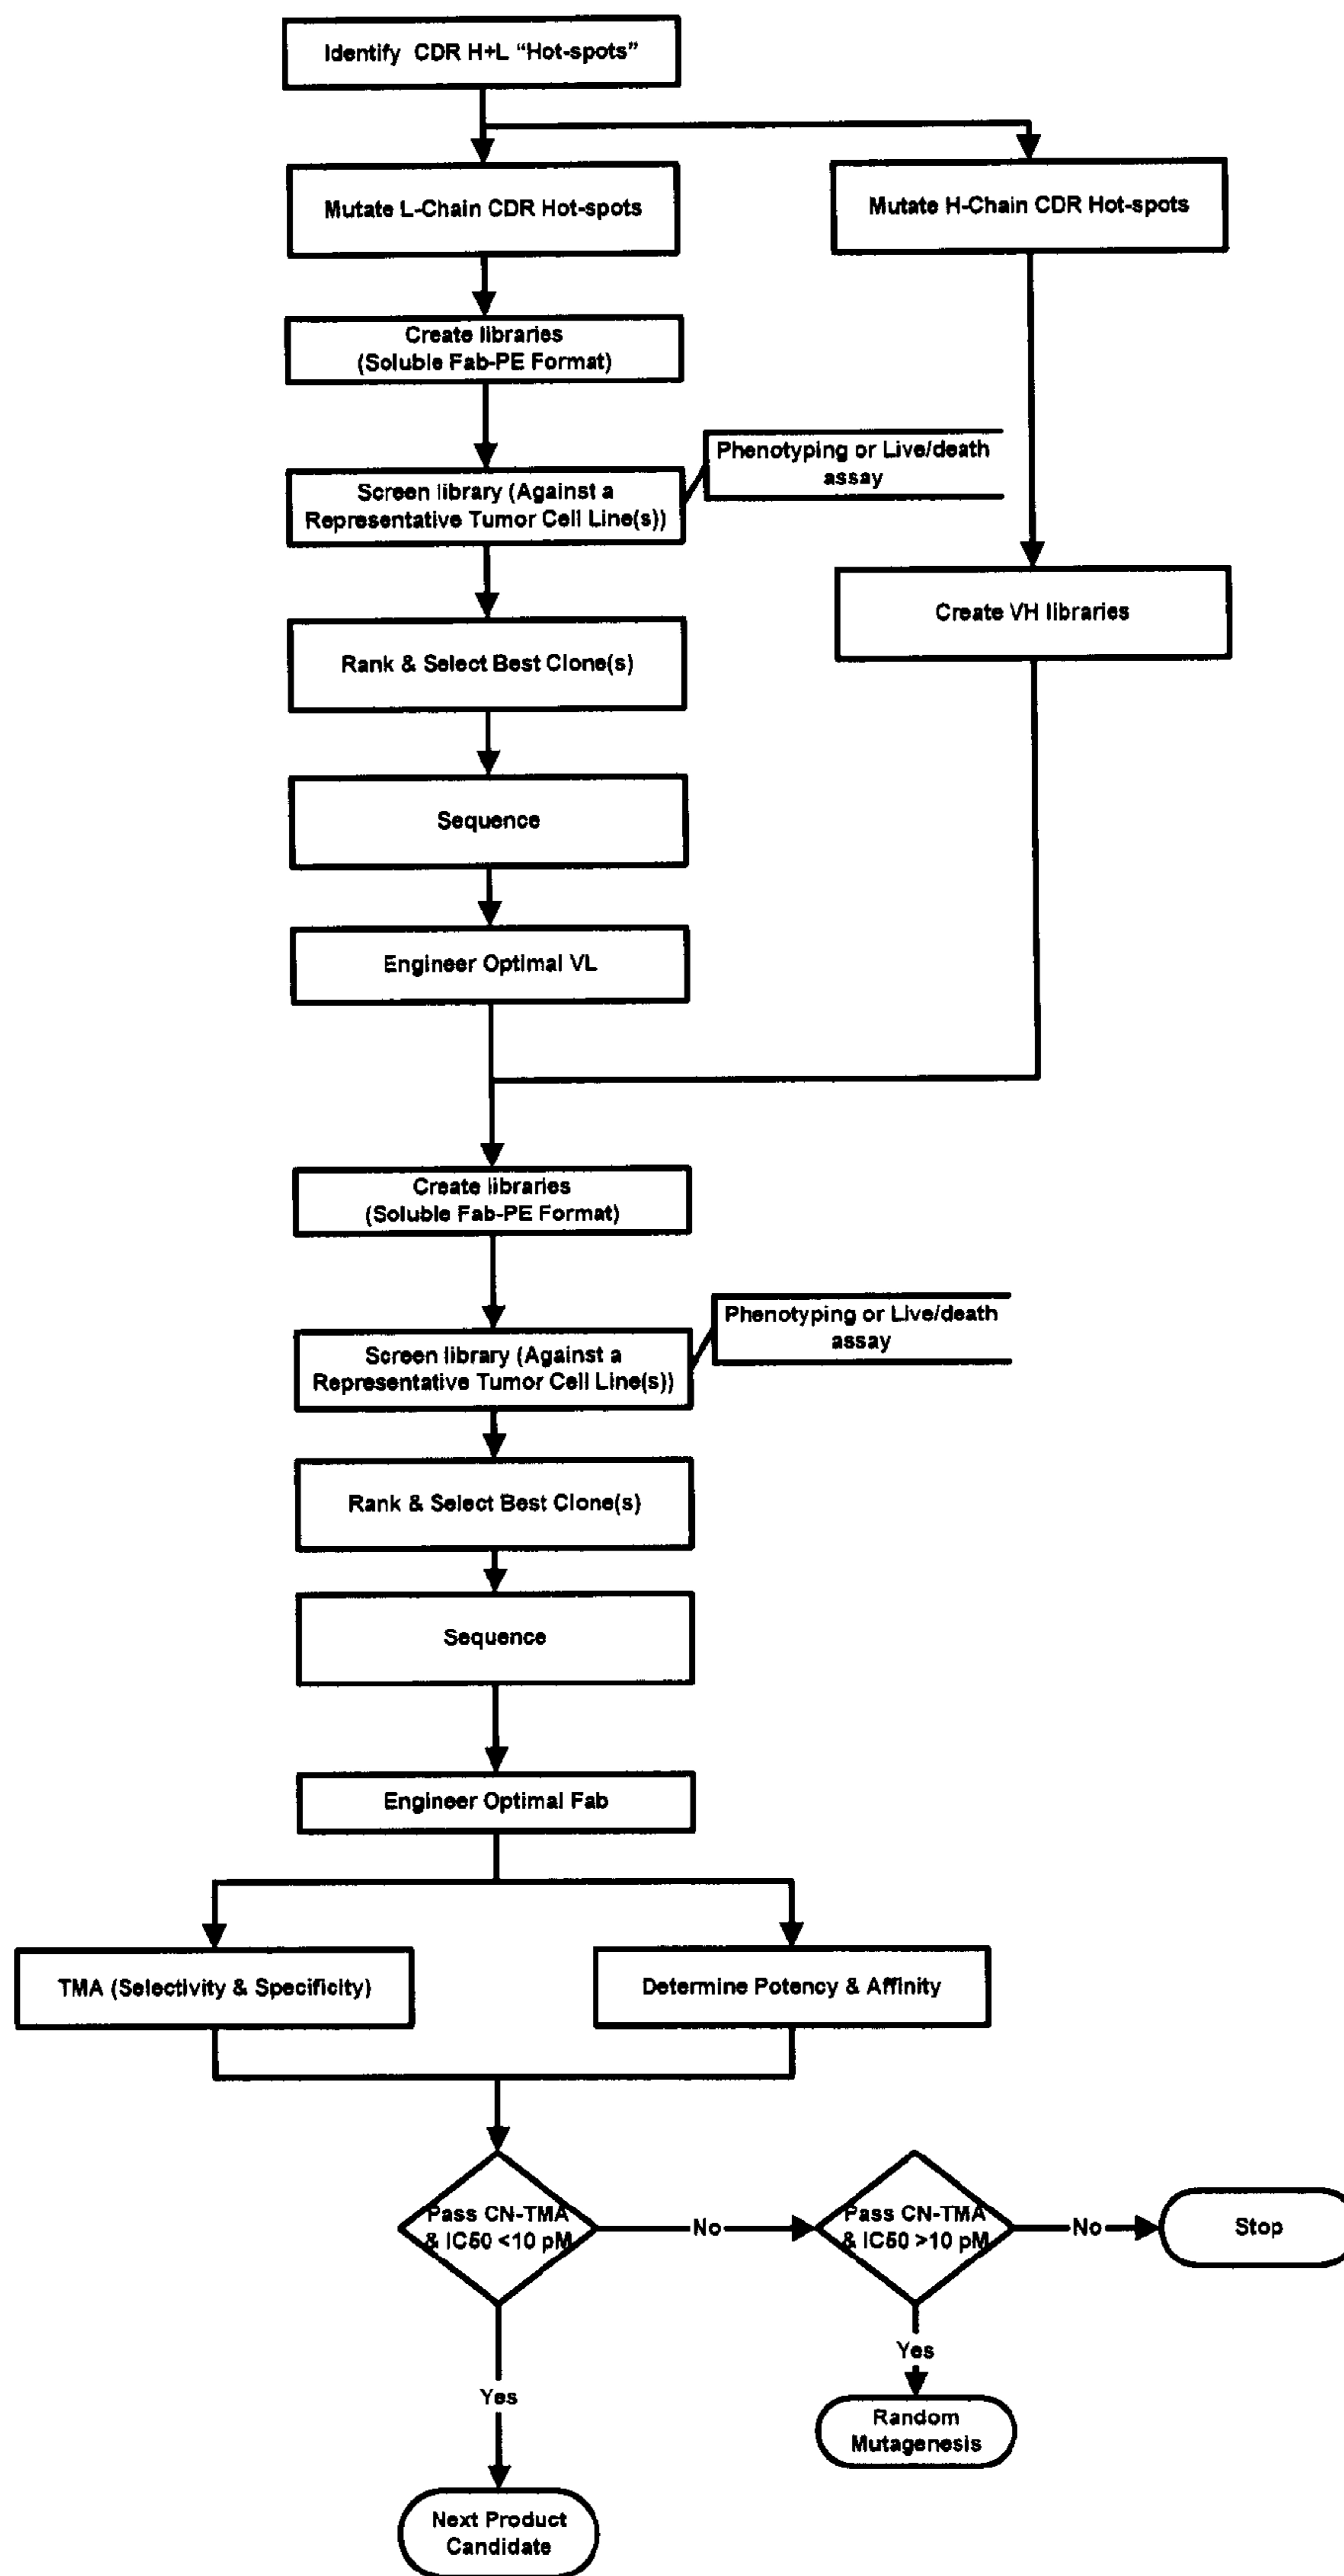 Identify CDR H+L “Hot-spots”
Mutate L-Chain CDR Hot-spots
Mutate H-Chain CDR Hot-spots
Create libraries
(Soluble Fab-PE Format)
Phenotyping or Live/death
assay
Screen library (Against a
Representative Tumor Cell Line(s))
Create VH libraries
Rank & Select Best Clone(s)
Sequence
Engineer Optimal VL
Create libraries
(Soluble Fab-PE Format)
Phenotyping or Live/death
assay
Screen library (Against a
Representative Tumor Cell Line(s))
Rank & Select Best Clone(s)
Sequence
Engineer Optimal Fab
TMA (Selectivity & Specificity)
Determine Potency & Affinity
Pass CN-TMA
& IC50 <10 pM
No
Pass CN-TMA
& IC50 >10 pM
No
Stop
Yes
Yes
Random
Mutagenesis
Next Product
Candidate